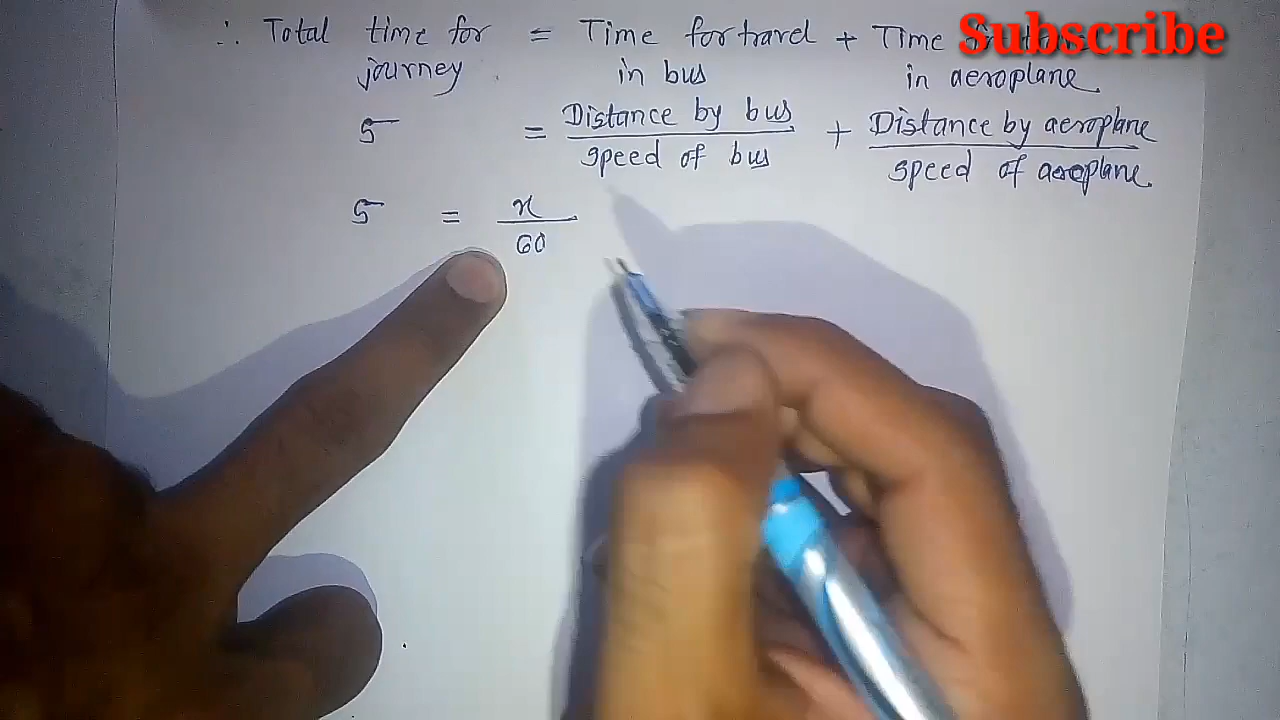 ∴ Total time for = Time for travel + Time
journey in bus in aeroplane
Subscribe
5 = Distance by bus / speed of bus + Distance by aeroplane / speed of aeroplane.
5 = x / 60